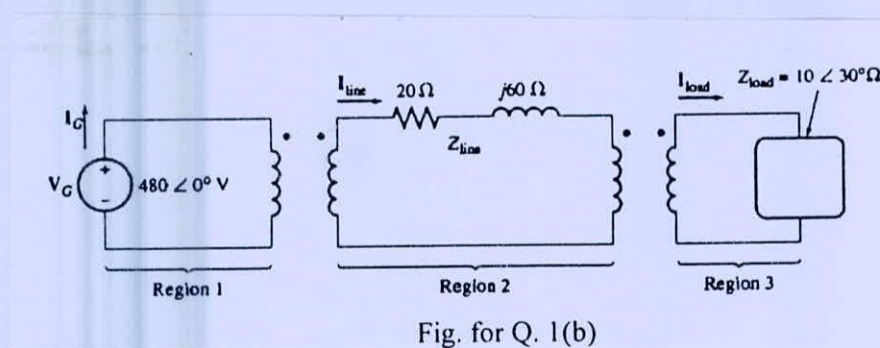 I_line 20 Ω j60 Ω I_load Z_load = 10 ∠ 30° Ω
I_G
Z_line
V_G + 480 ∠ 0° V
-
Region 1 Region 2 Region 3
Fig. for Q. 1(b)